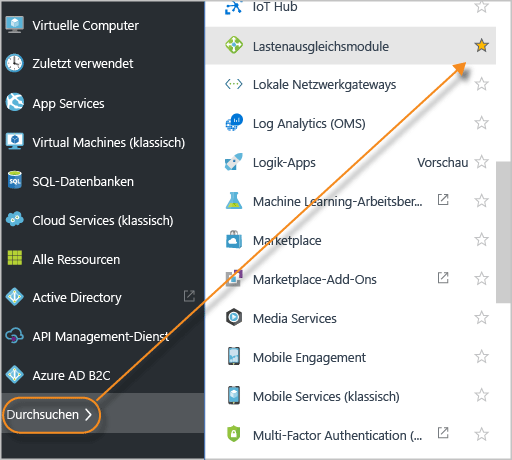 Virtuelle Computer
Zuletzt verwendet
App Services
Virtual Machines (klassisch)
SQL-Datenbanken
Cloud Services (klassisch)
Alle Ressourcen
Active Directory
API Management-Dienst
Azure AD B2C
Durchsuchen
IoT Hub
Lastenausgleichsmodule
Lokale Netzwerkgateways
Log Analytics (OMS)
Logik-Apps Vorschau
Machine Learning-Arbeitsber...
Marketplace
Marketplace-Add-Ons
Media Services
Mobile Engagement
Mobile Services (klassisch)
Multi-Factor Authentication (...